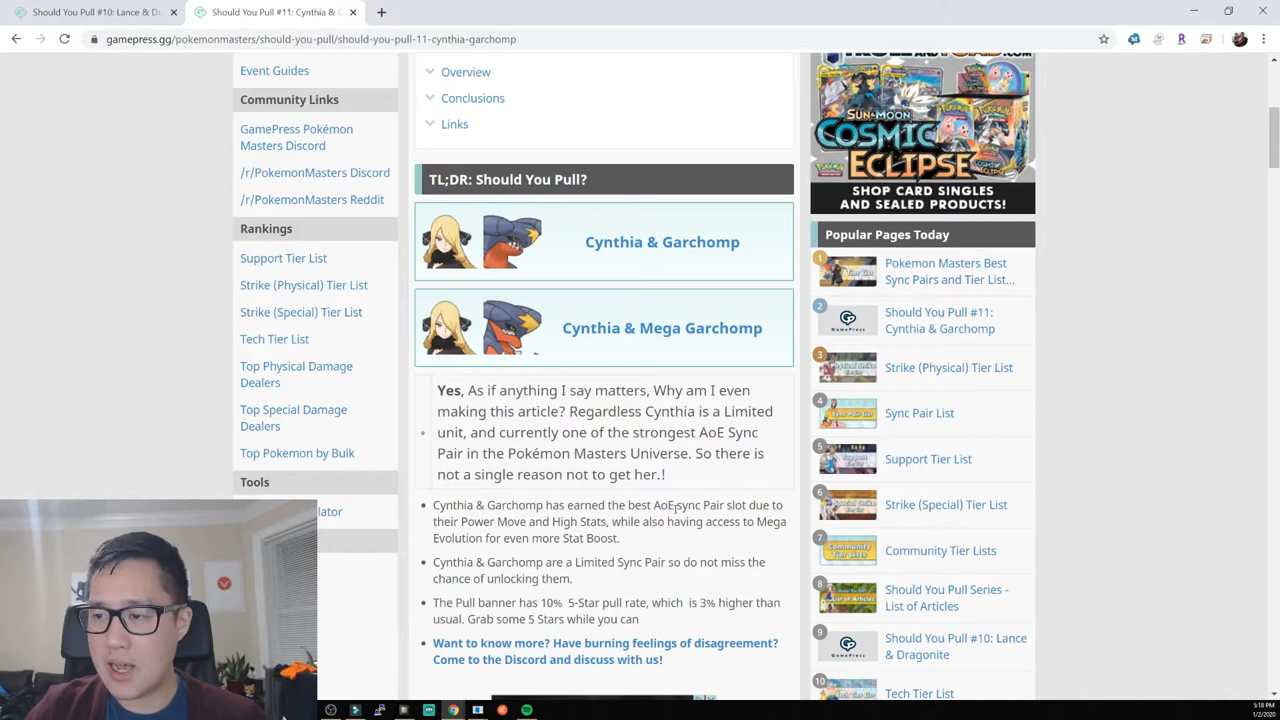 Should You Pull #10: Lance & Dr
Should You Pull #11: Cynthia & G
gamepress.gg/pokemonmasters/should-you-pull/should-you-pull-11-cynthia-garchomp
Event Guides
Community Links
GamePress Pokémon
Masters Discord
/r/PokemonMasters Discord
/r/PokemonMasters Reddit
Rankings
Support Tier List
Strike (Physical) Tier List
Strike (Special) Tier List
Tech Tier List
Top Physical Damage
Dealers
Top Special Damage
Dealers
Top Pokemon by Bulk
Tools
Overview
Conclusions
Links
TL;DR: Should You Pull?
Cynthia & Garchomp
Cynthia & Mega Garchomp
Yes, As if anything I say matters, Why am I even
making this article? Regardless Cynthia is a Limited
unit, and currently one of the strongest AoE Sync
Pair in the Pokémon Masters Universe. So there is
not a single reason not to get her.!
Cynthia & Garchomp has earned the best AoE sync Pair slot due to
their Power Move and High Stats, while also having access to Mega
Evolution for even more Stat Boost.
Cynthia & Garchomp are a Limited Sync Pair so do not miss the
chance of unlocking them.
The Pull banner has 10% 5-Star pull rate, which is 3% higher than
usual. Grab some 5 Stars while you can
Want to know more? Have burning feelings of disagreement?
Come to the Discord and discuss with us!
SUN & MOON
COSMIC
ECLIPSE
SHOP CARD SINGLES
AND SEALED PRODUCTS!
Popular Pages Today
1
Pokemon Masters Best
Sync Pairs and Tier List...
2
Should You Pull #11:
Cynthia & Garchomp
3
Strike (Physical) Tier List
4
Sync Pair List
5
Support Tier List
6
Strike (Special) Tier List
7
Community Tier Lists
8
Should You Pull Series -
List of Articles
9
Should You Pull #10: Lance
& Dragonite
10
Tech Tier List
5:18 PM
1/2/2020